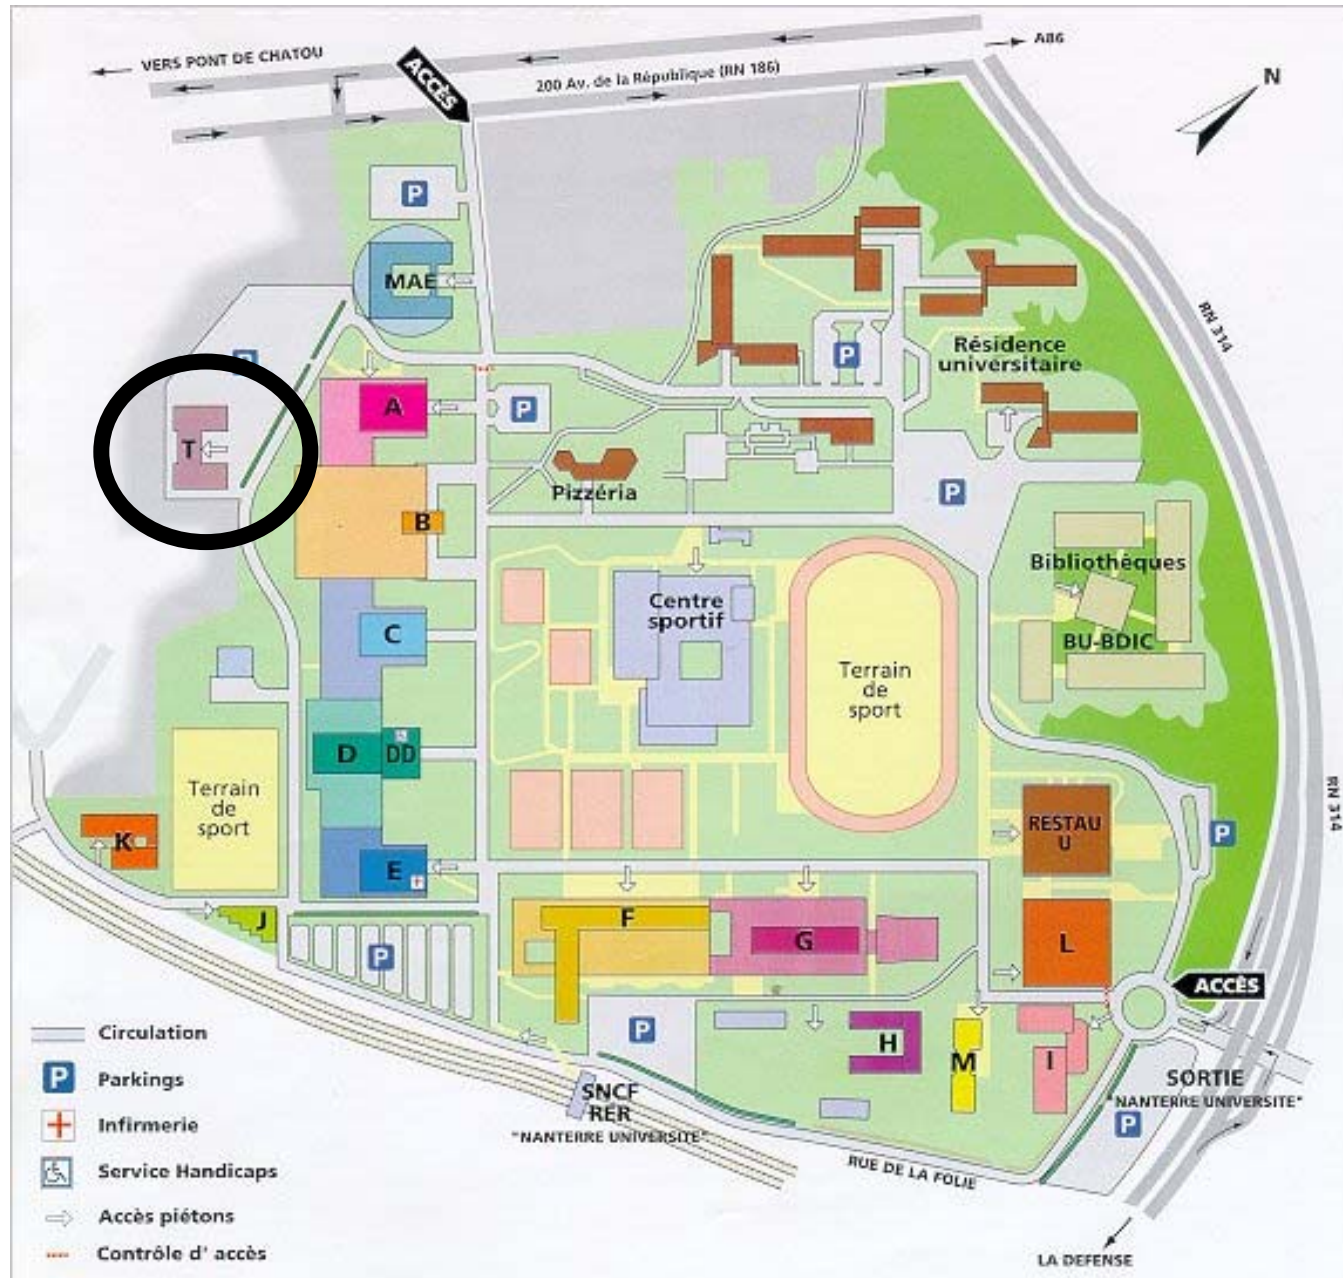 VERS PONT DE CHATOU
ACCÈS
200 Av. de la République (RN 186)
A86
N
P
MAE
RN 314
P
T
A
P
P
Résidence
universitaire
Pizzéria
P
B
Bibliothéques
BU-BDIC
C
Centre
sportif
Terrain
de
sport
D
DD
Terrain
de
sport
K
E
RESTAU
U
P
RN 314
J
P
F
G
L
ACCÈS
P
H
M
I
SORTIE
"NANTERRE UNIVERSITE"
P
SNCF
RER
"NANTERRE UNIVERSITE"
RUE DE LA FOLIE
LA DEFENSE
Circulation
P Parkings
Infirmerie
Service Handicaps
Accès piétons
Contrôle d' accès